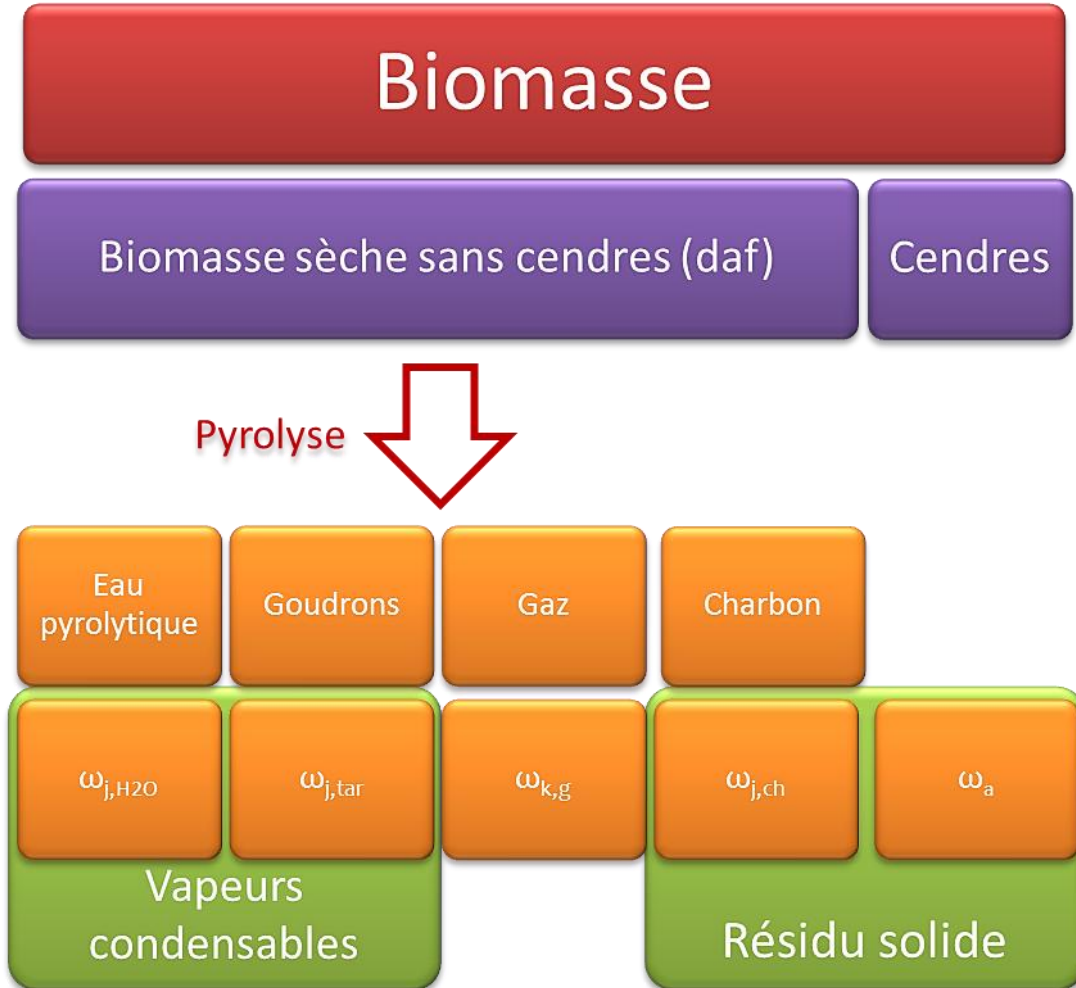 Biomasse
Biomasse sèche sans cendres (daf)
Cendres
Pyrolyse
Eau
pyrolytique
Goudrons
Gaz
Charbon
ωj,H2O
ωj,tar
ωk,g
ωj,ch
ωa
Vapeurs
condensables
Résidu solide